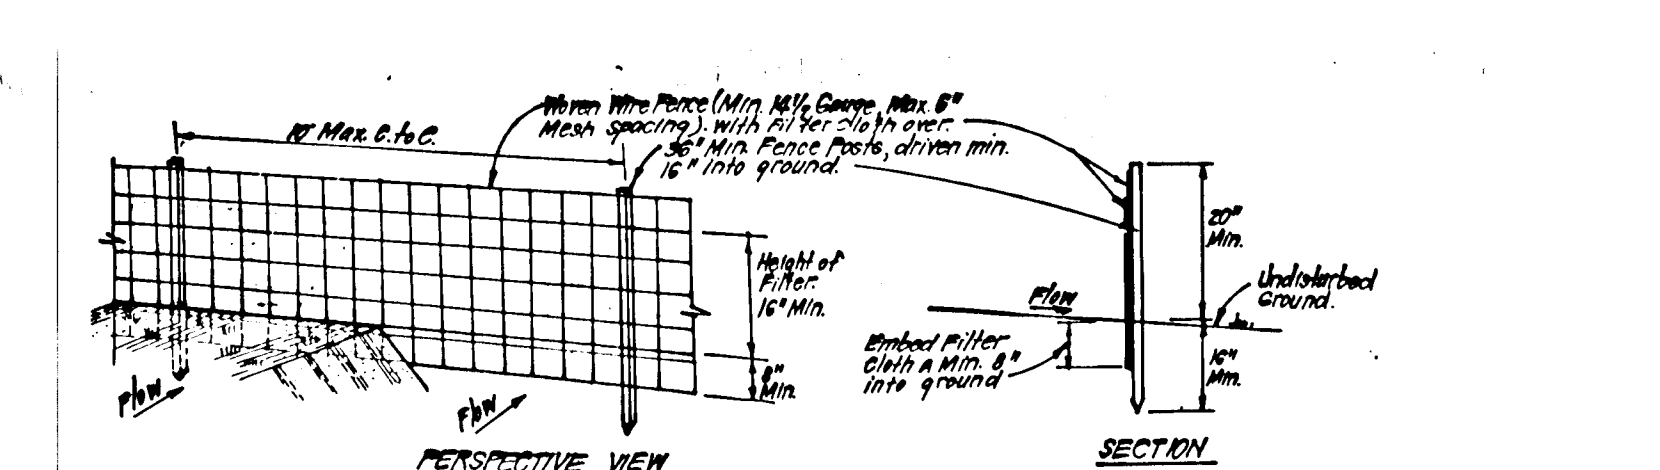 Woven Wire Fence (Min. 14½ Gauge, Max. 6"
Mesh spacing). With Filter Cloth over.
10' Max. C. to C.
36" Min. Fence Posts, driven min.
16" into ground.
20"
Min.
Height of
Filter.
16" Min.
Undisturbed
Ground.
Flow
Embed Filter
Cloth A Min. 8"
into ground
16"
Min.
8"
Min.
Flow
Flow
PERSPECTIVE VIEW
SECTION